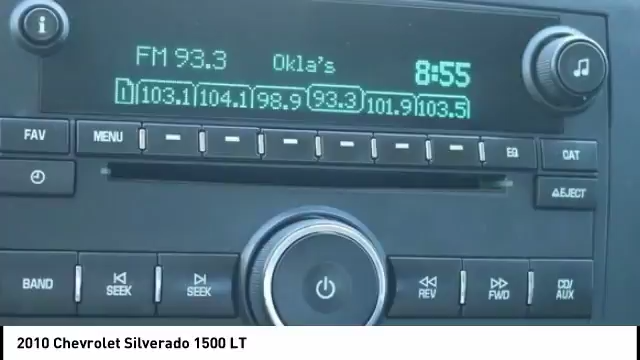 FM 93.3 Okla's 8:55
1 103.1 104.1 98.9 93.3 101.9 103.5
FAV MENU EQ CAT
EJECT
BAND SEEK SEEK REV FWD CD/AUX
2010 Chevrolet Silverado 1500 LT